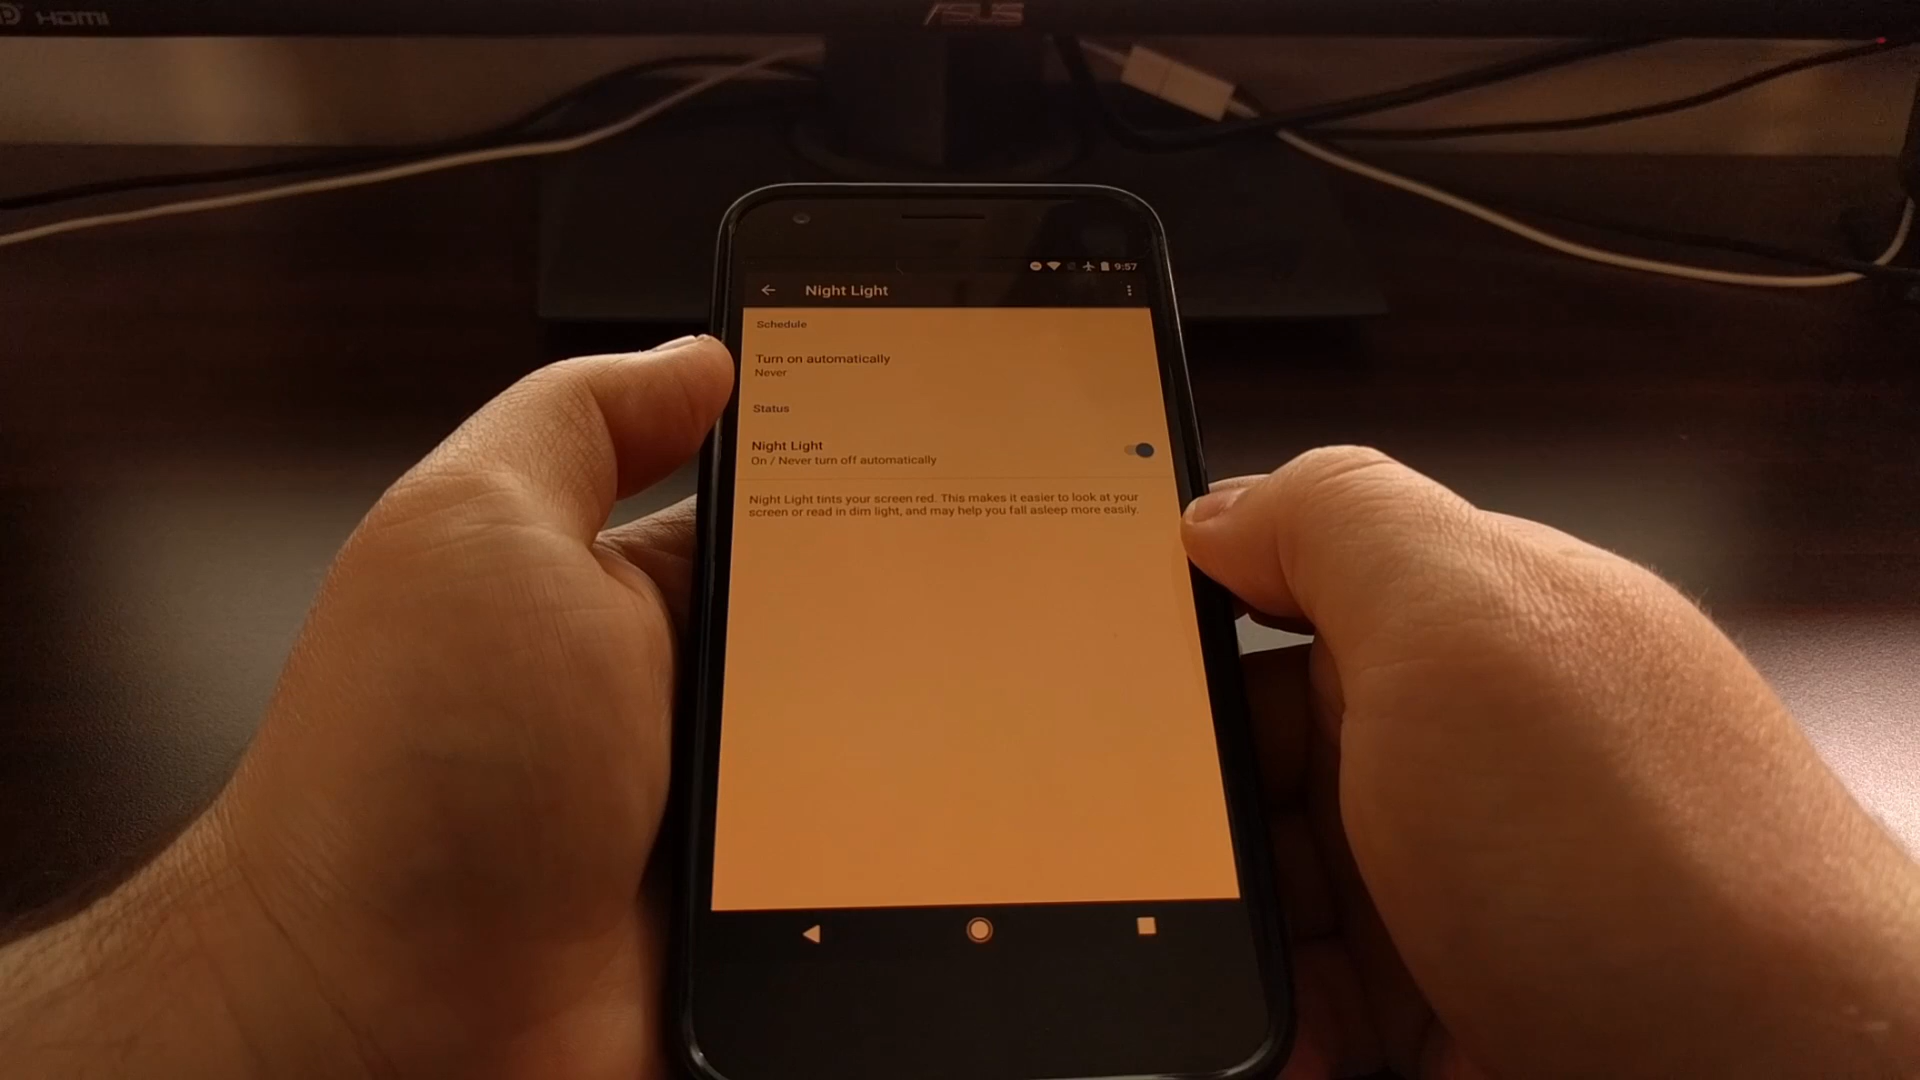 HDMI
ASUS
9:57
Night Light
Schedule
Turn on automatically
Never
Status
Night Light
On / Never turn off automatically
Night Light tints your screen red. This makes it easier to look at your
screen or read in dim light, and may help you fall asleep more easily.